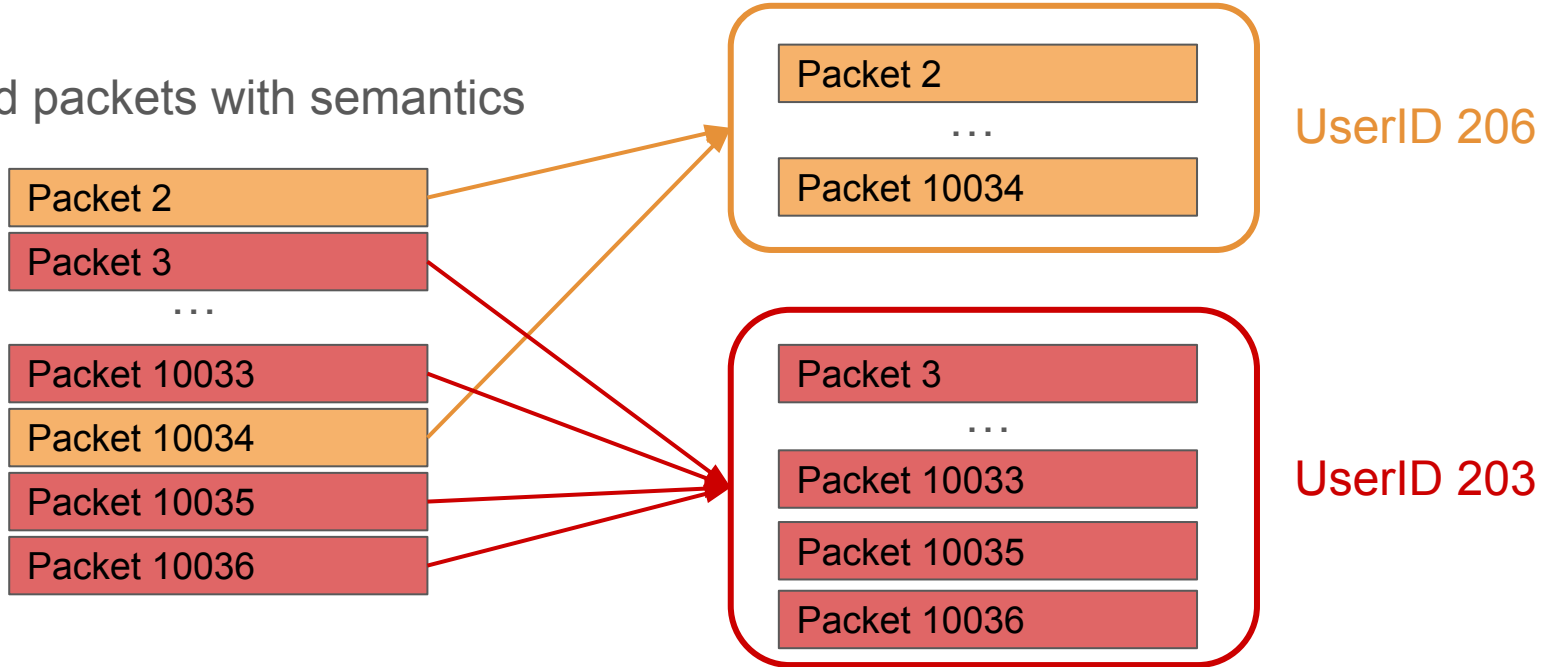 d packets with semantics
Packet 2
Packet 3
...
Packet 10033
Packet 10034
Packet 10035
Packet 10036
Packet 2
...
Packet 10034
UserID 206
Packet 3
...
Packet 10033
Packet 10035
Packet 10036
UserID 203